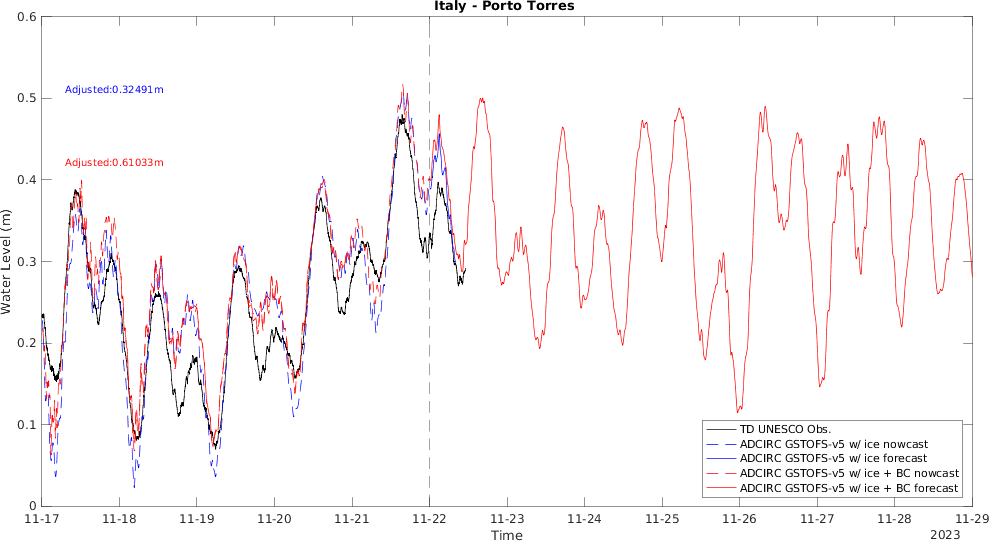 Italy - Porto Torres
0.6
0.5
0.4
0.3
0.2
0.1
0
Water Level (m)
Adjusted:0.32491m
Adjusted:0.61033m
TD UNESCO Obs.
ADCIRC GSTOFS-v5 w/ ice nowcast
ADCIRC GSTOFS-v5 w/ ice forecast
ADCIRC GSTOFS-v5 w/ ice + BC nowcast
ADCIRC GSTOFS-v5 w/ ice + BC forecast
11-17 11-18 11-19 11-20 11-21 11-22 11-23 11-24 11-25 11-26 11-27 11-28 11-29
Time
2023